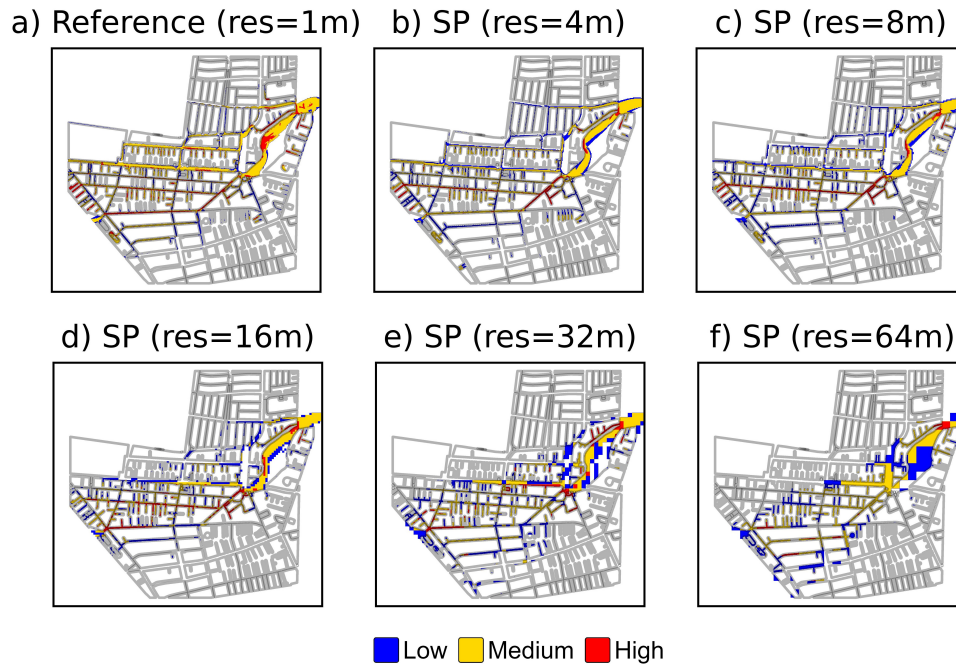 a) Reference (res=1m)
b) SP (res=4m)
c) SP (res=8m)
d) SP (res=16m)
e) SP (res=32m)
f) SP (res=64m)
Low Medium High